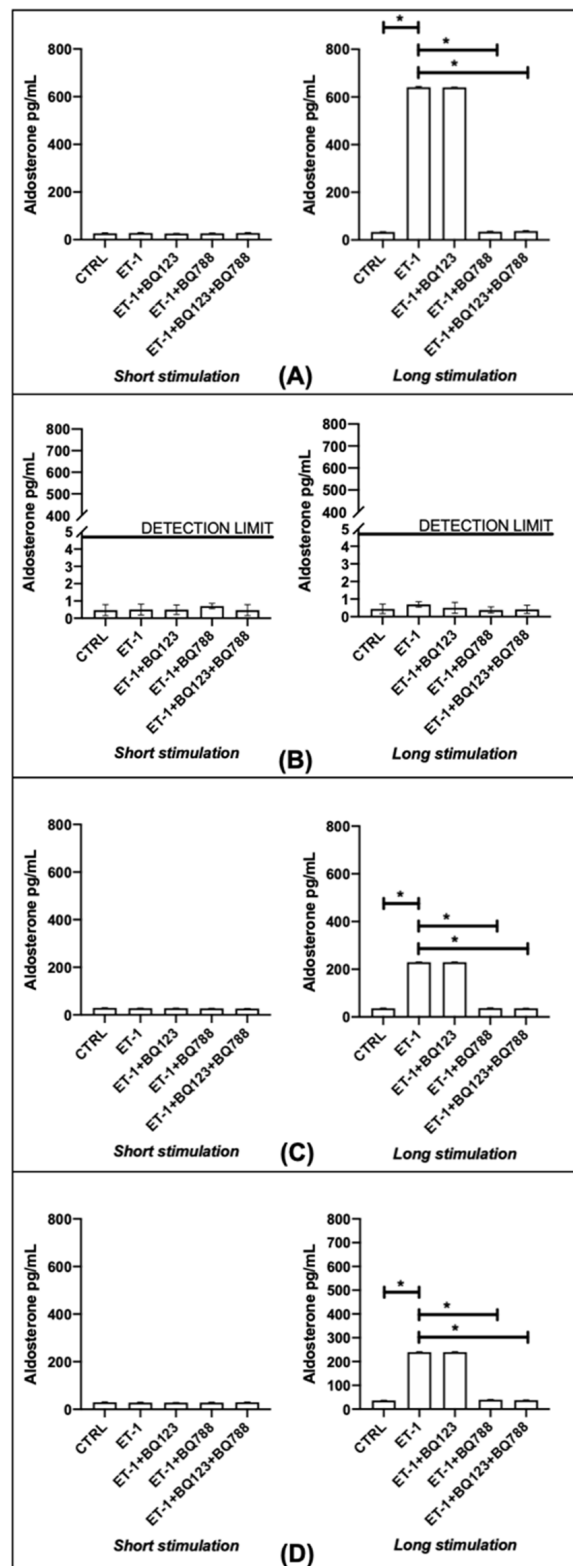 Aldosterone pg/mL
800
600
400
200
0
CTRL
ET-1
ET-1+BQ123
ET-1+BQ788
ET-1+BQ123+BQ788
Short stimulation
Aldosterone pg/mL
800
600
400
200
0
*
*
*
CTRL
ET-1
ET-1+BQ123
ET-1+BQ788
ET-1+BQ123+BQ788
Long stimulation
(A)
Aldosterone pg/mL
800
700
600
500
400
5
4
3
2
1
0
DETECTION LIMIT
CTRL
ET-1
ET-1+BQ123
ET-1+BQ788
ET-1+BQ123+BQ788
Short stimulation
Aldosterone pg/mL
800
700
600
500
400
5
4
3
2
1
0
DETECTION LIMIT
CTRL
ET-1
ET-1+BQ123
ET-1+BQ788
ET-1+BQ123+BQ788
Long stimulation
(B)
Aldosterone pg/mL
800
600
400
200
0
CTRL
ET-1
ET-1+BQ123
ET-1+BQ788
ET-1+BQ123+BQ788
Short stimulation
Aldosterone pg/mL
800
600
400
200
0
*
*
*
CTRL
ET-1
ET-1+BQ123
ET-1+BQ788
ET-1+BQ123+BQ788
Long stimulation
(C)
Aldosterone pg/mL
800
600
400
200
0
CTRL
ET-1
ET-1+BQ123
ET-1+BQ788
ET-1+BQ123+BQ788
Short stimulation
Aldosterone pg/mL
800
700
600
500
400
300
200
100
0
*
*
*
CTRL
ET-1
ET-1+BQ123
ET-1+BQ788
ET-1+BQ123+BQ788
Long stimulation
(D)